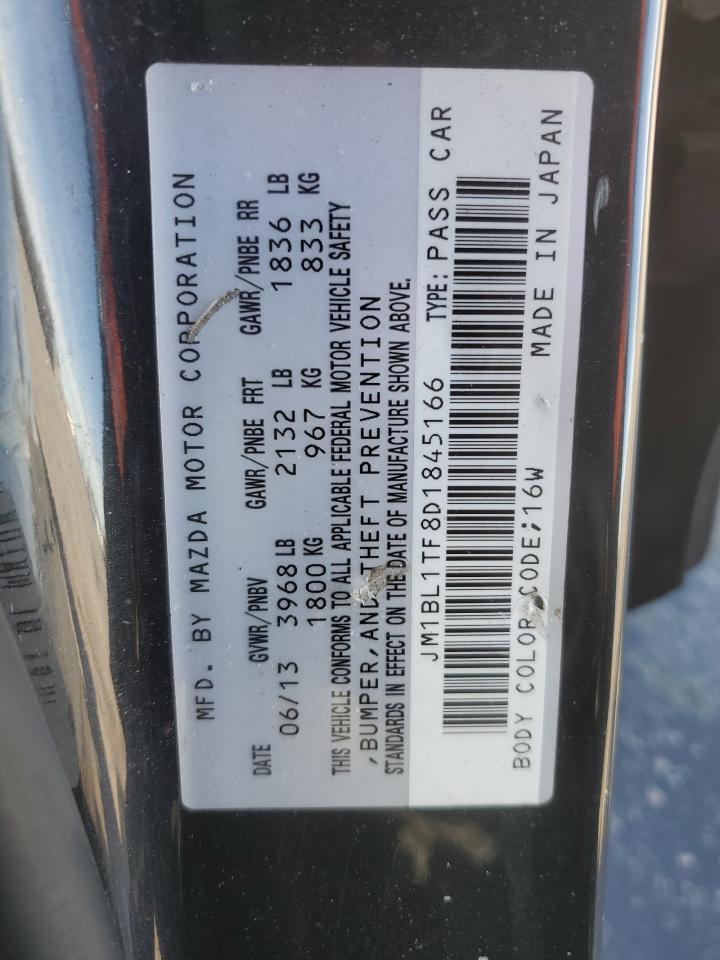 MFD. BY MAZDA MOTOR CORPORATION
DATE GVWR/PNBV GAWR/PNBE FRT GAWR/PNBE RR
06/13 3968 LB 2132 LB 1836 LB
1800 KG 967 KG 833 KG
THIS VEHICLE CONFORMS TO ALL APPLICABLE FEDERAL MOTOR VEHICLE SAFETY
,BUMPER,AND THEFT PREVENTION
STANDARDS IN EFFECT ON THE DATE OF MANUFACTURE SHOWN ABOVE.
JM1BL1TF8D1845166 TYPE: PASS CAR
BODY COLOR CODE;16W MADE IN JAPAN